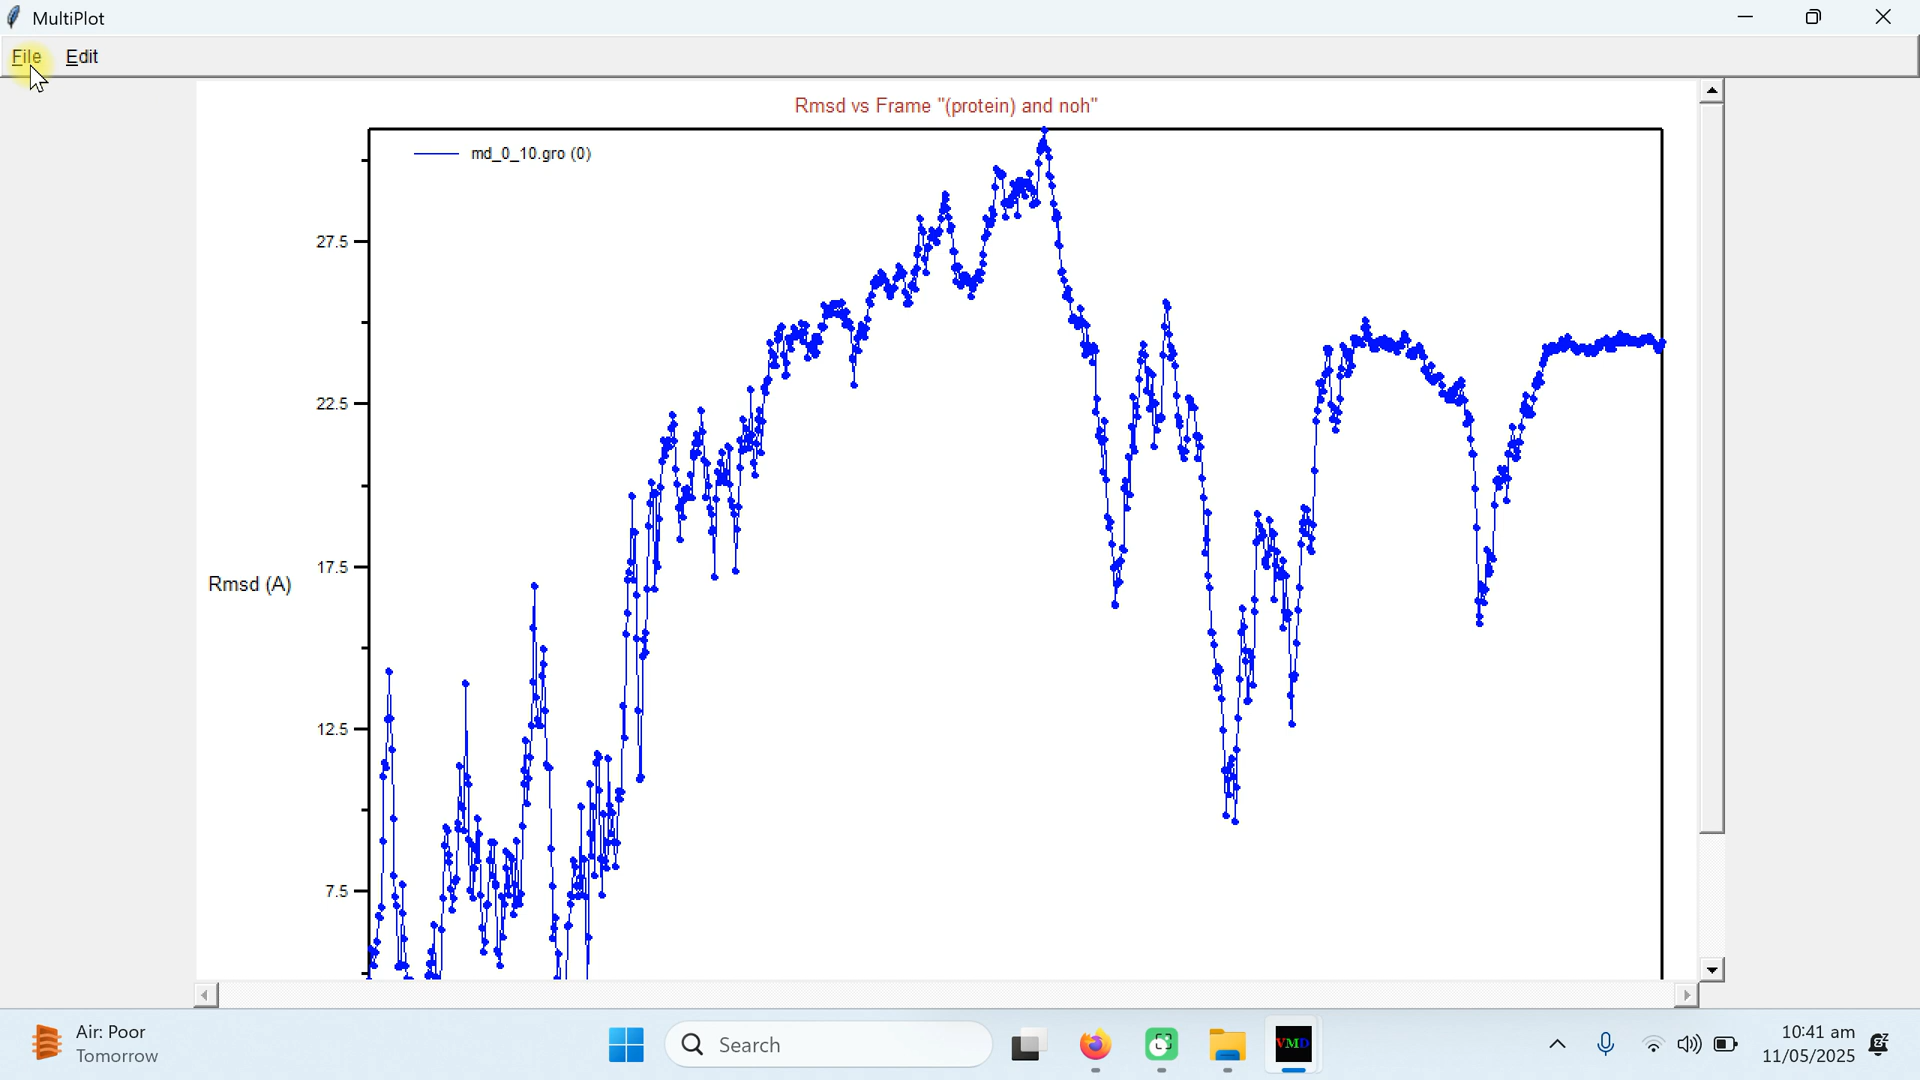 MultiPlot
File Edit
Rmsd vs Frame "(protein) and noh"
md_0_10.gro (0)
27.5
22.5
17.5
Rmsd (A)
12.5
7.5
Air: Poor
Tomorrow
Search
VMD
10:41 am
11/05/2025